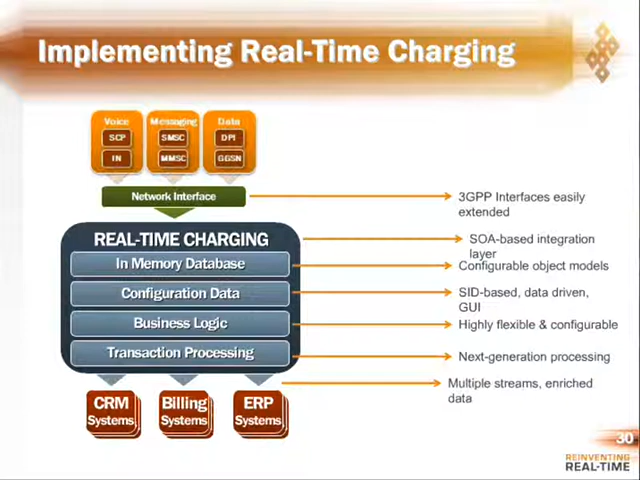 Implementing Real-Time Charging
Voice
SCP
IN
Messaging
SMSC
MMSC
Data
DPI
GGSN
Network Interface
3GPP Interfaces easily
extended
REAL-TIME CHARGING
SOA-based integration
layer
In Memory Database
Configurable object models
Configuration Data
SID-based, data driven,
GUI
Business Logic
Highly flexible & configurable
Transaction Processing
Next-generation processing
Multiple streams, enriched
data
CRM
Systems
Billing
Systems
ERP
Systems
30
REINVENTING
REAL-TIME